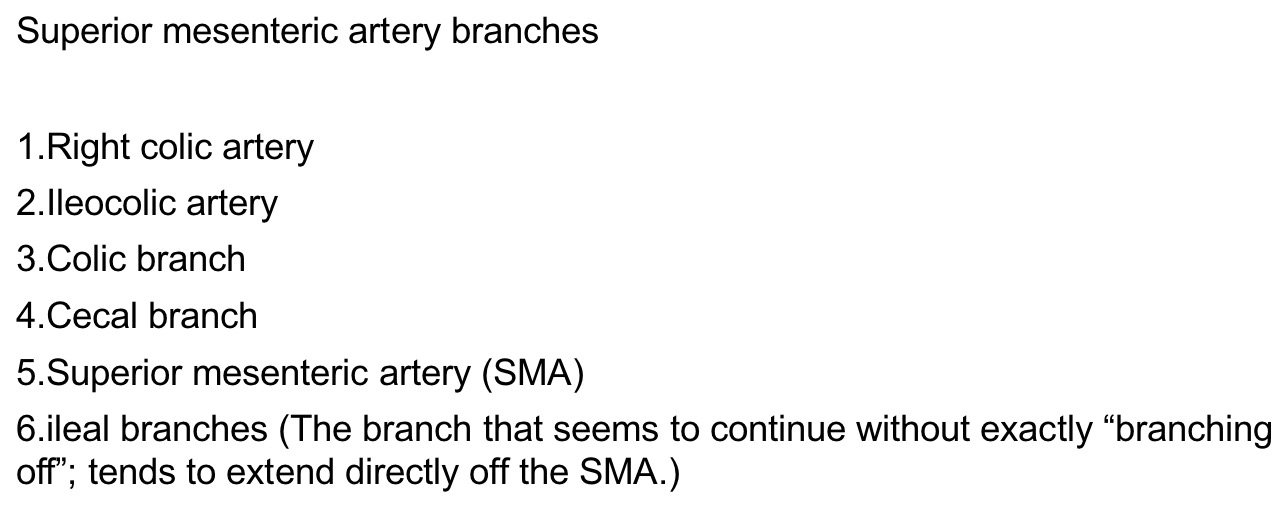 Superior mesenteric artery branches
1.Right colic artery
2.Ileocolic artery
3.Colic branch
4.Cecal branch
5.Superior mesenteric artery (SMA)
6.ileal branches (The branch that seems to continue without exactly “branching
off”; tends to extend directly off the SMA.)